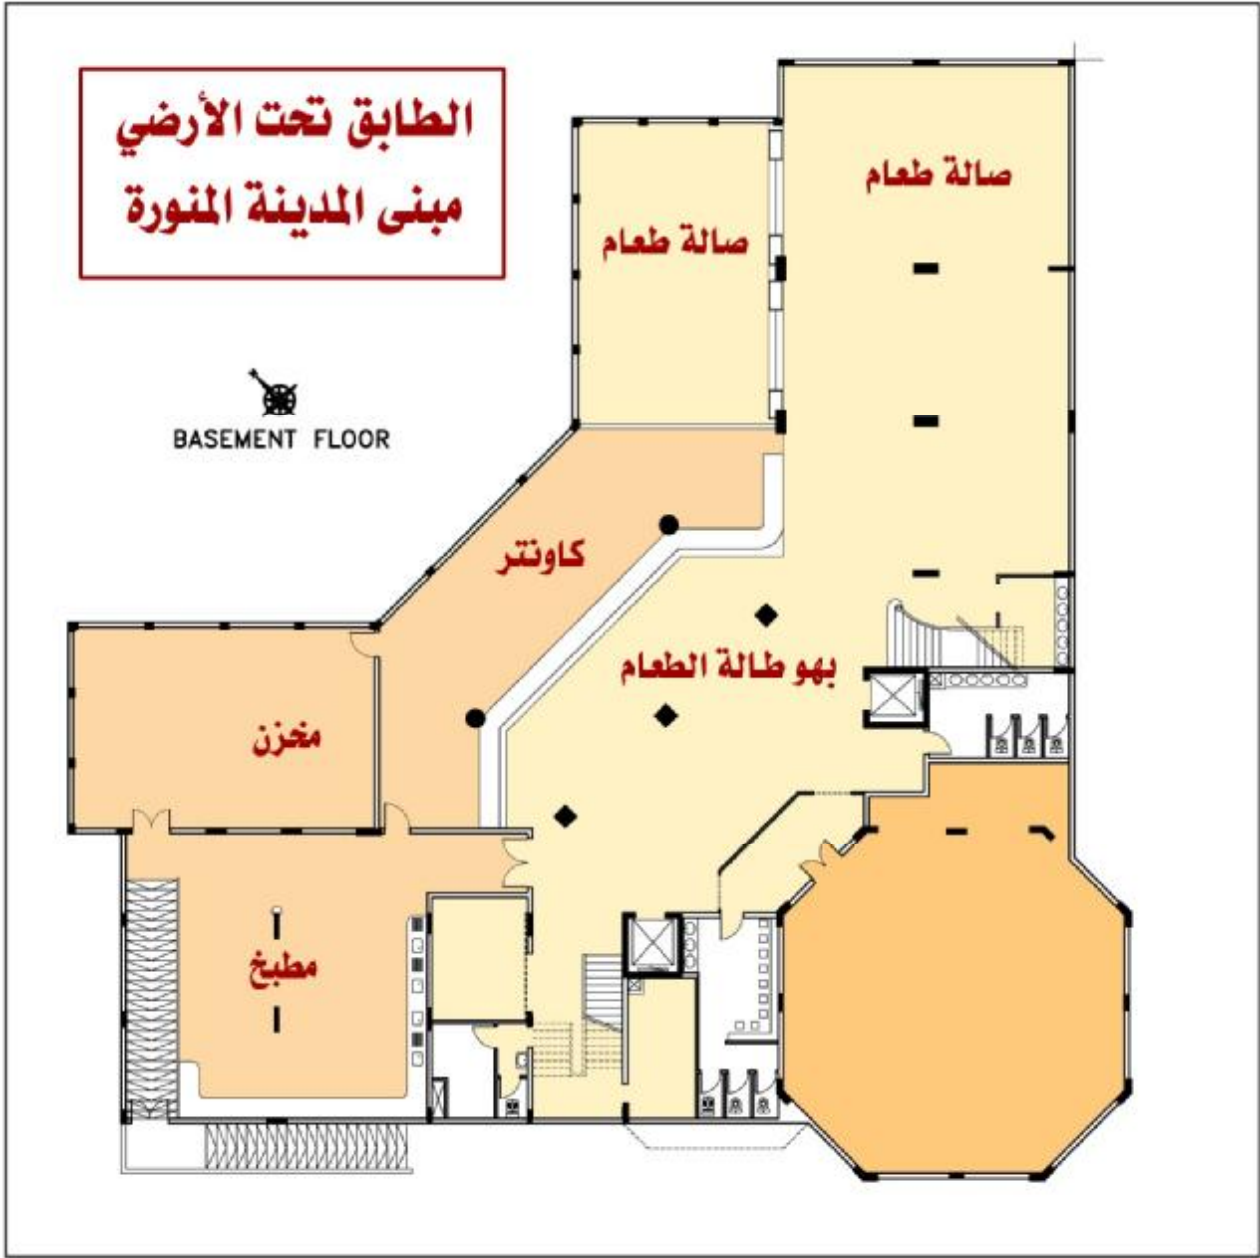 الطابق تحت الأرضي
مبنى المدينة المنورة
صالة طعام
صالة طعام
BASEMENT FLOOR
كاونتر
بهو طالة الطعام
مخزن
مطبخ